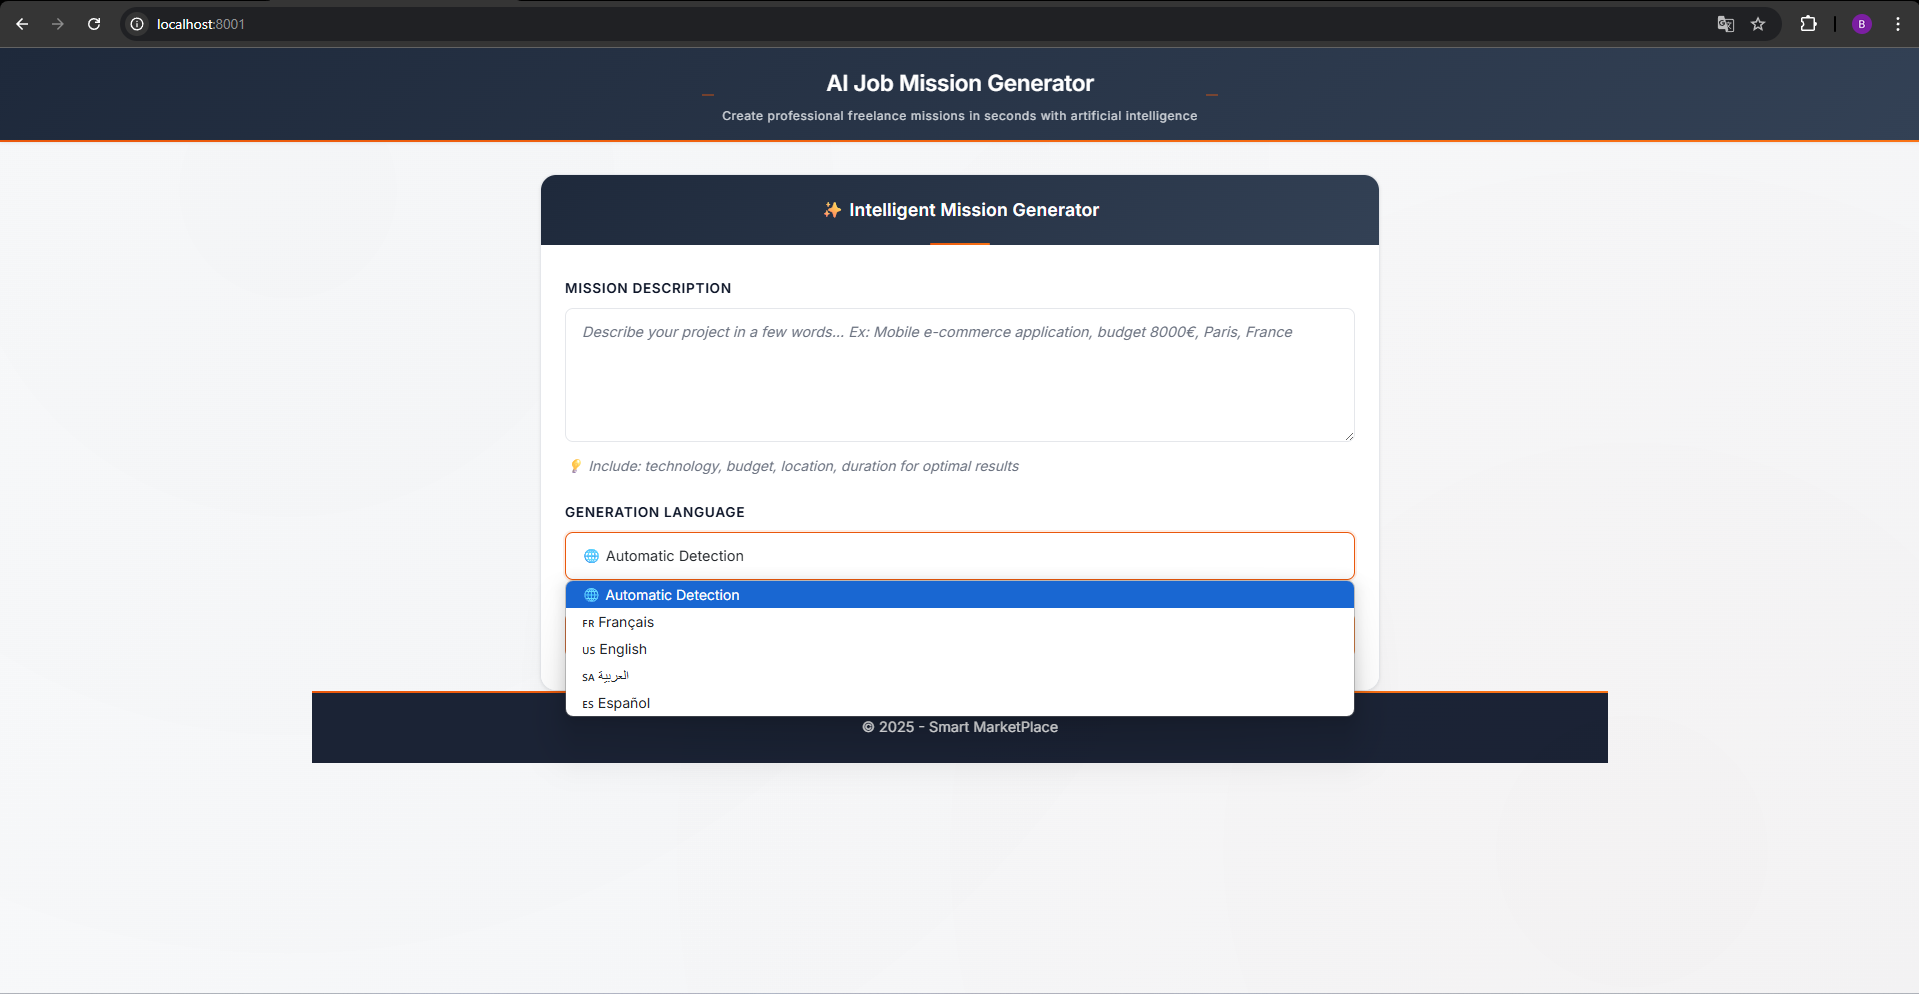 localhost:8001
B
AI Job Mission Generator
Create professional freelance missions in seconds with artificial intelligence
✨ Intelligent Mission Generator
MISSION DESCRIPTION
Describe your project in a few words... Ex: Mobile e-commerce application, budget 8000€, Paris, France
💡 Include: technology, budget, location, duration for optimal results
GENERATION LANGUAGE
🌐 Automatic Detection
🌐 Automatic Detection
FR Français
US English
SA العربية
ES Español
© 2025 - Smart MarketPlace